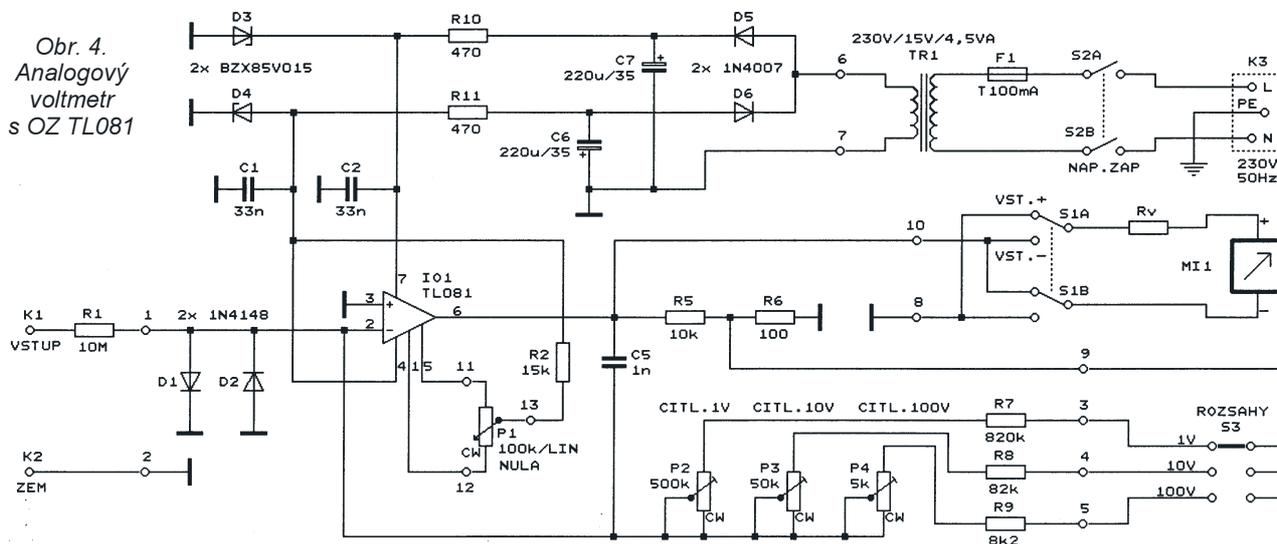 Obr. 4.
Analogový
voltmetr
s OZ TL081
D3
2x BZX85V015
D4
R10
470
R11
470
C7
220u/35
C6
220u/35
D5
2x 1N4007
D6
6
7
230V/15V/4,5VA
TR1
F1
T100mA
S2A
S2B
NAP.ZAP
K3
L
PE
N
230V
50Hz
C1
33n
C2
33n
VST.+
S1A
Rv
10
VST.-
+
MI1
S1B
8
-
7
IO1
TL081
3
+
2
-
6
4
1
5
K1
VSTUP
R1
10M
1
2x 1N4148
D1
D2
R5
10k
R6
100
9
C5
1n
R2
15k
11
13
P1
100k/LIN
NULA
CW
12
K2
ZEM
2
CITL.1V
CITL.10V
CITL.100V
R7
820k
3
R8
82k
4
R9
8k2
5
P2
500k
CW
P3
50k
CW
P4
5k
CW
ROZSAHY
S3
1V
10V
100V